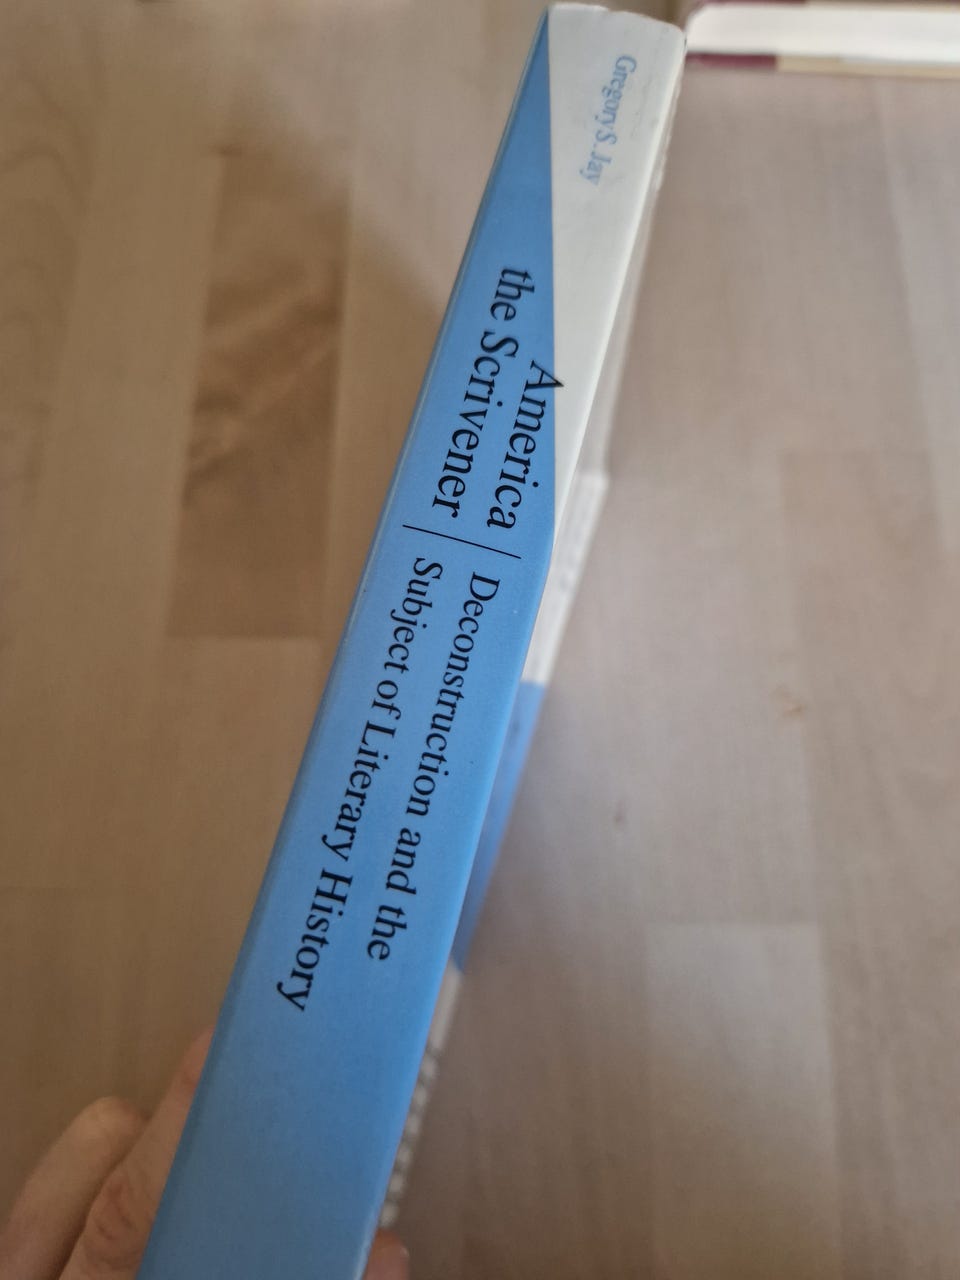 Gregory S. Jay
America
the Scrivener
Deconstruction and the
Subject of Literary History